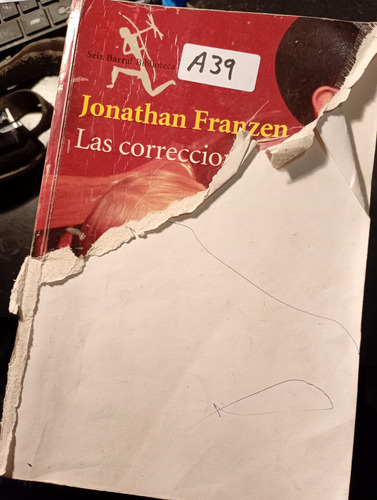 Seix Barral Biblioteca
A39
Jonathan Franzen
Las correccio